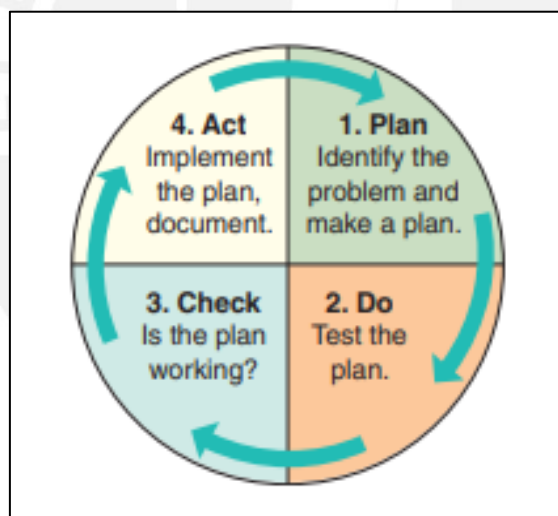 4. Act
Implement
the plan,
document.
1. Plan
Identify the
problem and
make a plan.
3. Check
Is the plan
working?
2. Do
Test the
plan.